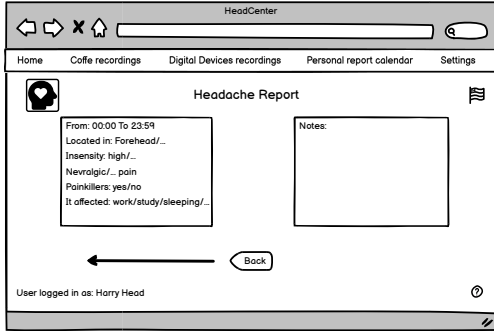 HeadCenter
Home Coffe recordings Digital Devices recordings Personal report calendar Settings
Headache Report
From: 00:00 To 23:59
Located in: Forehead/...
Insensity: high/...
Nevralgic/... pain
Painkillers: yes/no
It affected: work/study/sleeping/...
Notes:
Back
User logged in as: Harry Head
?